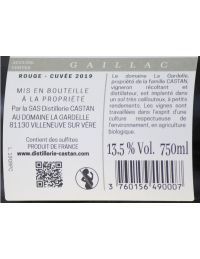 GAILLAC
ROUGE - CUVÉE 2019
MIS EN BOUTEILLE
À LA PROPRIÉTÉ
Par la SAS Distillerie CASTAN
AU DOMAINE LA GARDELLE
81130 VILLENEUVE SUR VÈRE
Contient des sulfites
PRODUIT DE FRANCE
www.distillerie-castan.com
Le domaine La Gardelle,
propriété de la famille CASTAN,
vigneron récoltant et
distillateur, est implanté dans
un sol très caillouteux, à petits
rendements. Les vignes sont
travaillées dans l'esprit d'une
culture respectueuse de
l'environnement, en agriculture
biologique.
13,5 % Vol. 750ml
3 760156 490007